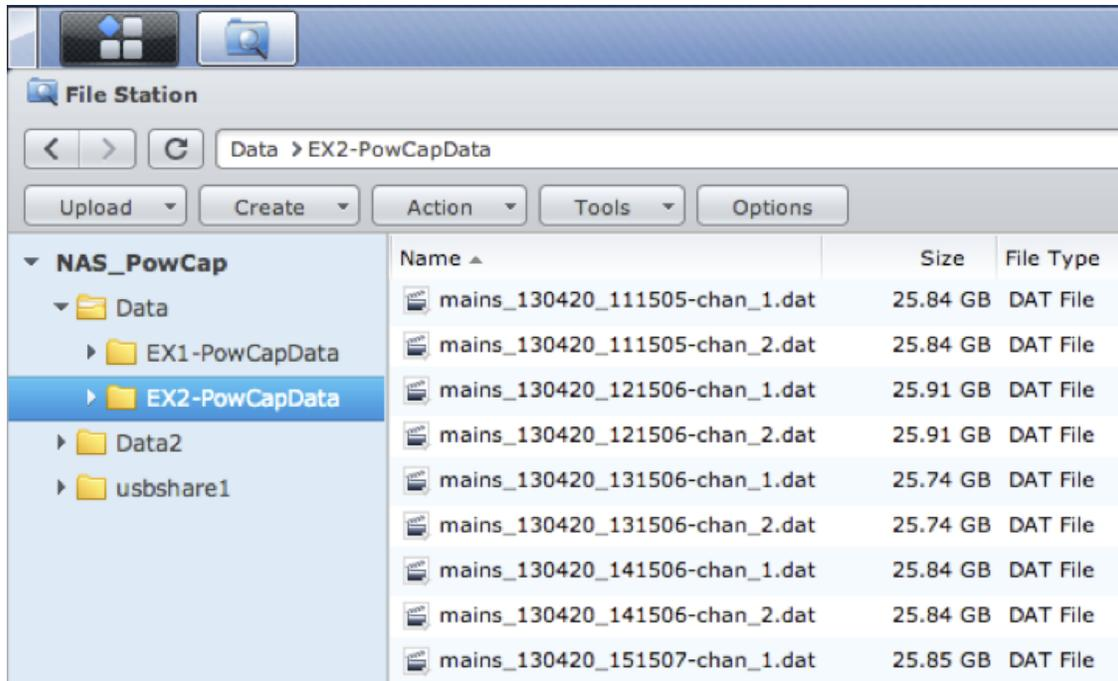 File Station
Data > EX2-PowCapData
Upload Create Action Tools Options
NAS_PowCap
Data
EX1-PowCapData
EX2-PowCapData
Data2
usbshare1
Name Size File Type
mains_130420_111505-chan_1.dat 25.84 GB DAT File
mains_130420_111505-chan_2.dat 25.84 GB DAT File
mains_130420_121506-chan_1.dat 25.91 GB DAT File
mains_130420_121506-chan_2.dat 25.91 GB DAT File
mains_130420_131506-chan_1.dat 25.74 GB DAT File
mains_130420_131506-chan_2.dat 25.74 GB DAT File
mains_130420_141506-chan_1.dat 25.84 GB DAT File
mains_130420_141506-chan_2.dat 25.84 GB DAT File
mains_130420_151507-chan_1.dat 25.85 GB DAT File